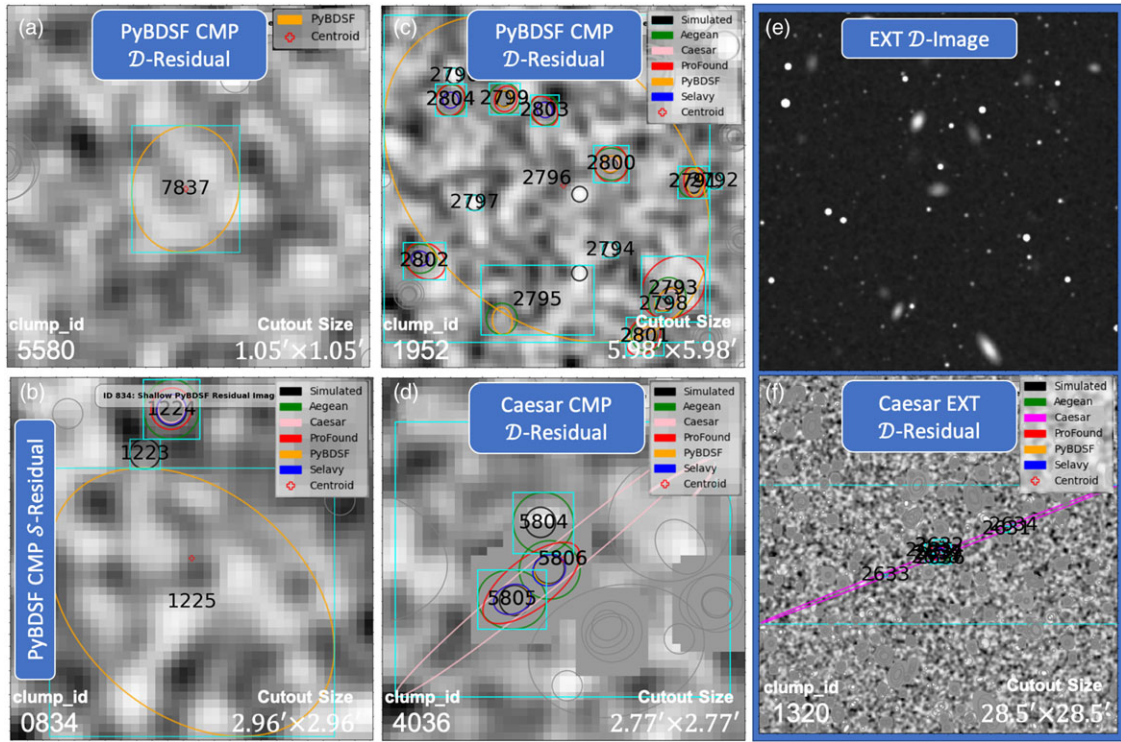 (a)
PyBDSF CMP
𝒟-Residual
PyBDSF
Centroid
7837
clump_id
5580
Cutout Size
1.05′×1.05′
(c)
PyBDSF CMP
𝒟-Residual
Simulated
Aegean
Caesar
ProFound
PyBDSF
Selavy
Centroid
2804
2799
2803
2800
2796
2791
2792
2797
2794
2802
2793
2795
2798
2801
clump_id
1952
Cutout Size
5.98′×5.98′
(e)
EXT 𝒟-Image
(b)
PyBDSF CMP 𝒮-Residual
ID 834: Shallow PyBDSF Residual Imag
Simulated
Aegean
Caesar
ProFound
PyBDSF
Selavy
Centroid
1224
1223
1225
clump_id
0834
Cutout Size
2.96′×2.96′
(d)
Caesar CMP
𝒟-Residual
Simulated
Aegean
Caesar
ProFound
PyBDSF
Selavy
Centroid
5804
5806
5805
clump_id
4036
Cutout Size
2.77′×2.77′
(f)
Caesar EXT
𝒟-Residual
Simulated
Aegean
Caesar
ProFound
PyBDSF
Selavy
Centroid
2634
2631
2632
2633
clump_id
1320
Cutout Size
28.5′×28.5′